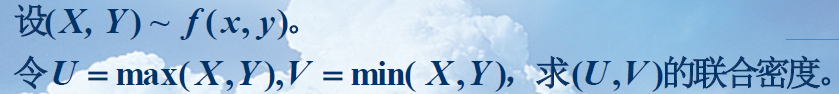 设(X, Y) ~ f(x, y)。
令U = max(X,Y),V = min( X,Y),求(U,V)的联合密度。